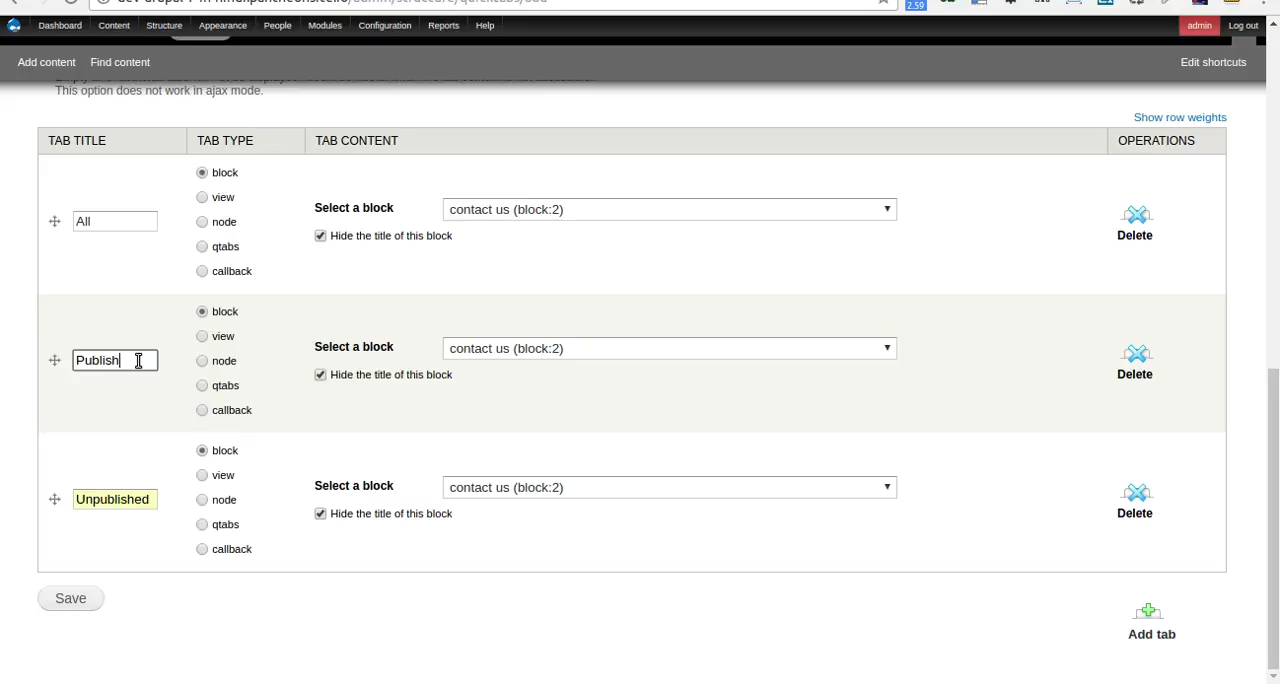 2.59
Dashboard Content Structure Appearance People Modules Configuration Reports Help admin Log out
Add content Find content Edit shortcuts
This option does not work in ajax mode.
Show row weights
TAB TITLE TAB TYPE TAB CONTENT OPERATIONS
block
view
node
qtabs
callback
All
Select a block contact us (block:2)
Hide the title of this block
Delete
block
view
node
qtabs
callback
Publish
Select a block contact us (block:2)
Hide the title of this block
Delete
block
view
node
qtabs
callback
Unpublished
Select a block contact us (block:2)
Hide the title of this block
Delete
Save
Add tab